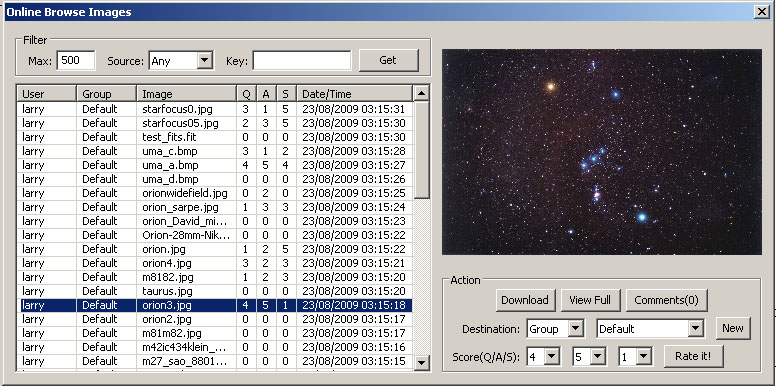 Online Browse Images
Filter
Max: 500 Source: Any Key: Get
User Group Image Q A S Date/Time
larry Default starfocus0.jpg 3 1 5 23/08/2009 03:15:31
larry Default starfocus05.jpg 2 3 5 23/08/2009 03:15:30
larry Default test_fits.fit 0 0 0 23/08/2009 03:15:30
larry Default uma_c.bmp 3 1 2 23/08/2009 03:15:28
larry Default uma_a.bmp 4 5 4 23/08/2009 03:15:27
larry Default uma_d.bmp 0 0 0 23/08/2009 03:15:26
larry Default orionwidefield.jpg 0 2 0 23/08/2009 03:15:25
larry Default orion_sarpe.jpg 1 3 3 23/08/2009 03:15:24
larry Default orion_David_mi... 0 0 0 23/08/2009 03:15:23
larry Default Orion-28mm-Nik... 0 0 0 23/08/2009 03:15:22
larry Default orion.jpg 1 2 5 23/08/2009 03:15:22
larry Default orion4.jpg 3 2 3 23/08/2009 03:15:21
larry Default m8182.jpg 1 2 3 23/08/2009 03:15:20
larry Default taurus.jpg 0 0 0 23/08/2009 03:15:20
larry Default orion3.jpg 4 5 1 23/08/2009 03:15:18
larry Default orion2.jpg 0 0 0 23/08/2009 03:15:17
larry Default m81m82.jpg 0 0 0 23/08/2009 03:15:17
larry Default m42ic434klein_... 0 0 0 23/08/2009 03:15:16
larry Default m27_sao_8801... 0 0 0 23/08/2009 03:15:15
Action
Download View Full Comments(0)
Destination: Group Default New
Score(Q/A/S): 4 5 1 Rate it!